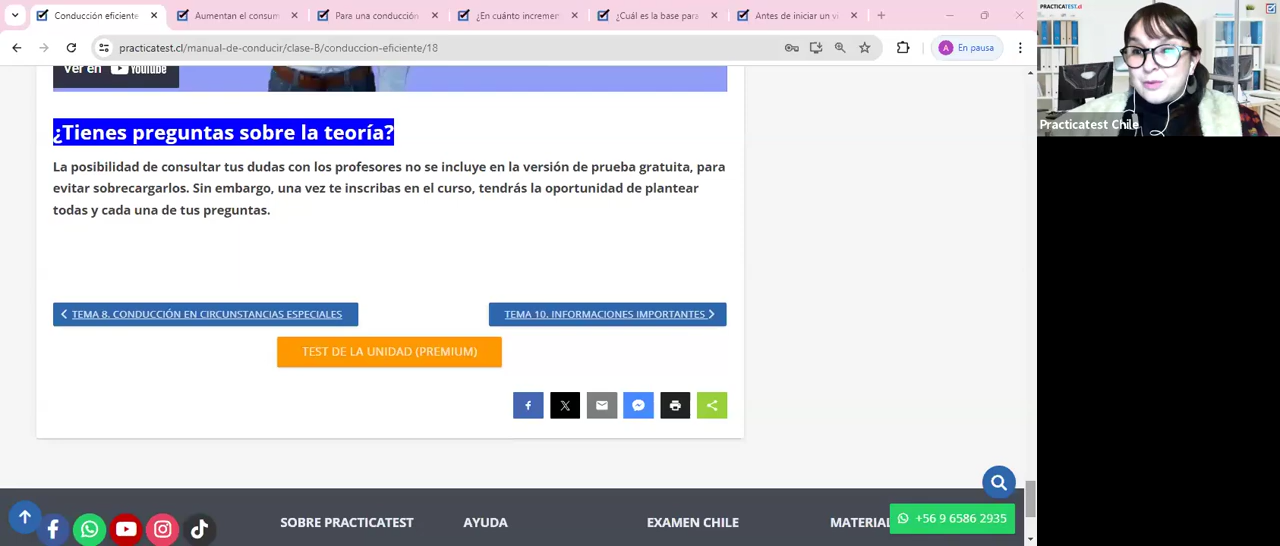 Conducción eficiente
Aumentan el consum
Para una conducción
¿En cuánto incremen
¿Cuál es la base para
Antes de iniciar un vi
practicatest.cl/manual-de-conducir/clase-B/conduccion-eficiente/18
A
En pausa
PRACTICATEST.cl
Practicatest Chile
Ver en YouTube
¿Tienes preguntas sobre la teoría?
La posibilidad de consultar tus dudas con los profesores no se incluye en la versión de prueba gratuita, para
evitar sobrecargarlos. Sin embargo, una vez te inscribas en el curso, tendrás la oportunidad de plantear
todas y cada una de tus preguntas.
TEMA 8. CONDUCCIÓN EN CIRCUNSTANCIAS ESPECIALES
TEMA 10. INFORMACIONES IMPORTANTES
TEST DE LA UNIDAD (PREMIUM)
SOBRE PRACTICATEST
AYUDA
EXAMEN CHILE
MATERIAL
+56 9 6586 2935